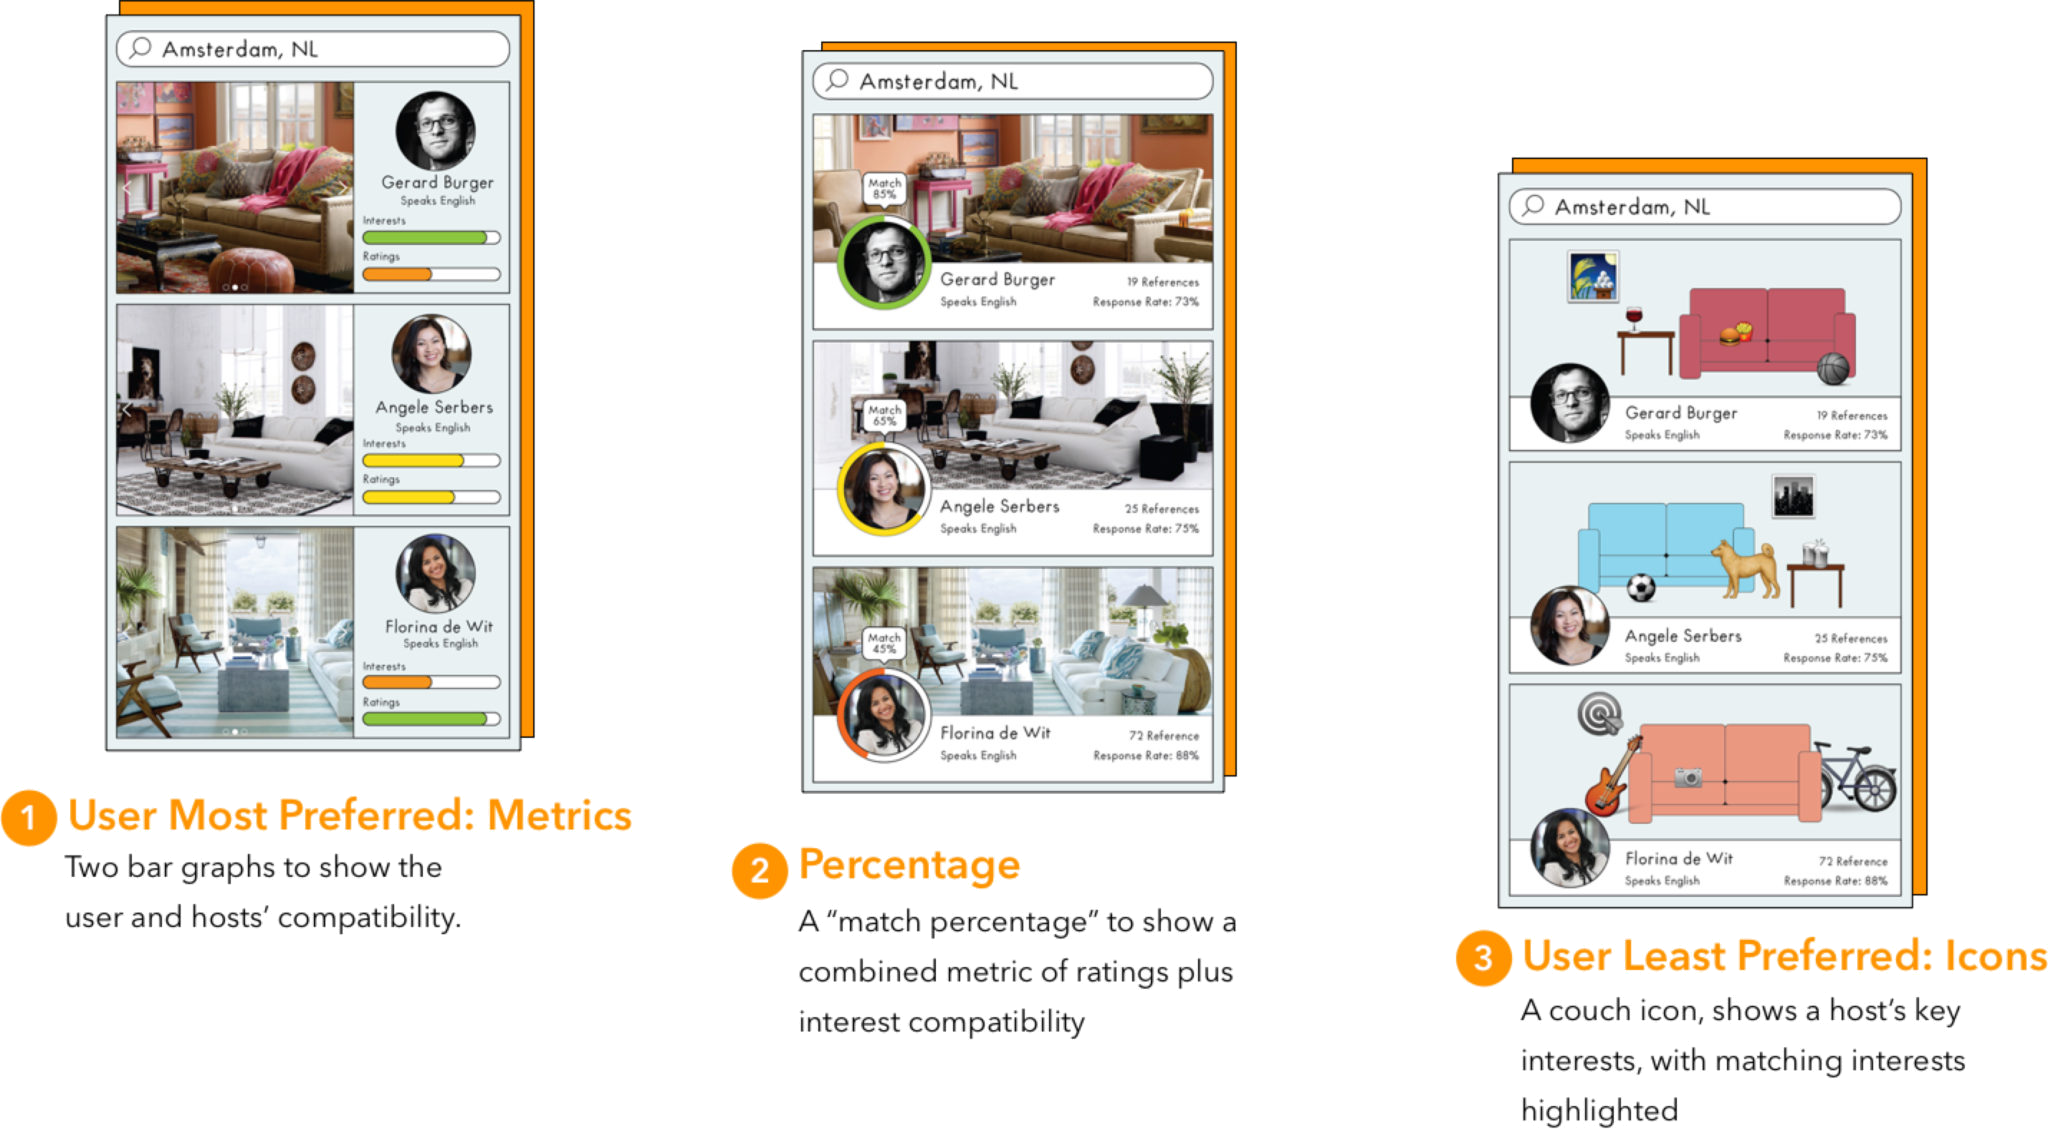 Amsterdam, NL
Gerard Burger
Speaks English
Interests
Ratings
Angele Serbers
Speaks English
Interests
Ratings
Florina de Wit
Speaks English
Interests
Ratings
1 User Most Preferred: Metrics
Two bar graphs to show the
user and hosts’ compatibility.
Amsterdam, NL
Match
85%
Gerard Burger
19 References
Speaks English
Response Rate: 73%
Match
65%
Angele Serbers
25 References
Speaks English
Response Rate: 75%
Match
45%
Florina de Wit
72 Reference
Speaks English
Response Rate: 88%
2 Percentage
A “match percentage” to show a
combined metric of ratings plus
interest compatibility
Amsterdam, NL
Gerard Burger
19 References
Speaks English
Response Rate: 73%
Angele Serbers
25 References
Speaks English
Response Rate: 75%
Florina de Wit
72 Reference
Speaks English
Response Rate: 88%
3 User Least Preferred: Icons
A couch icon, shows a host’s key
interests, with matching interests
highlighted